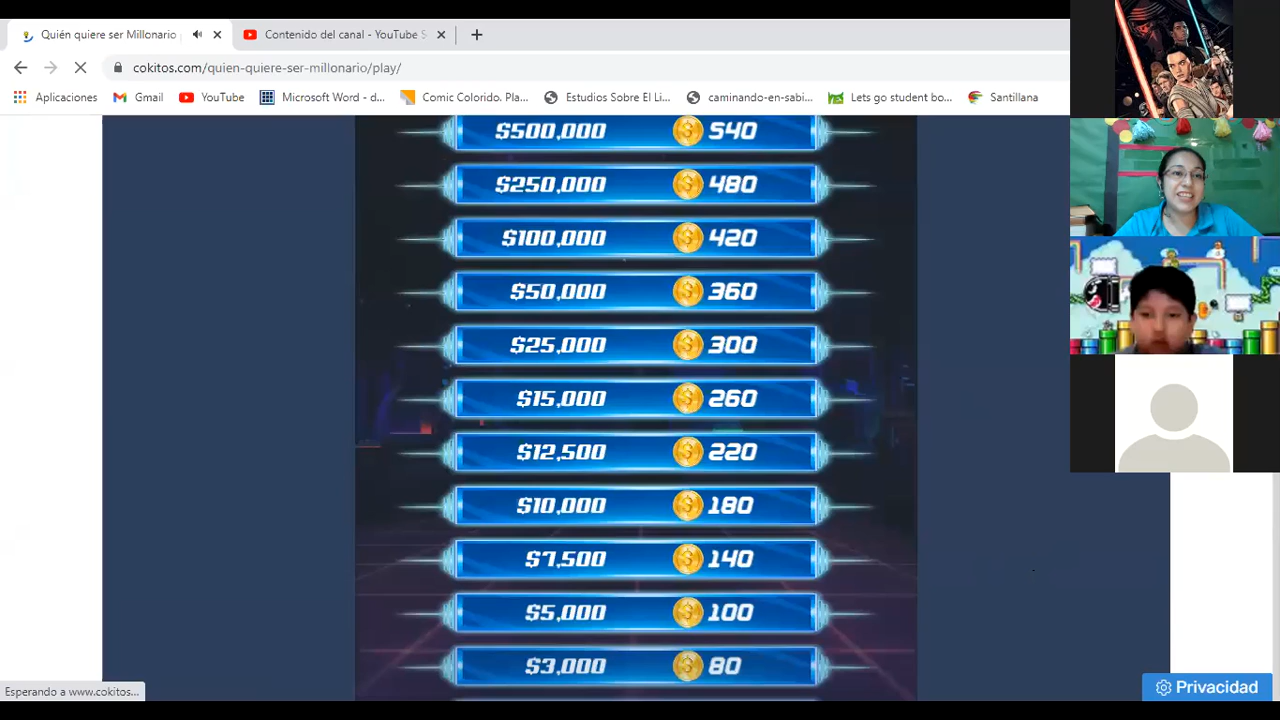 Quién quiere ser Millonario
Contenido del canal - YouTube S
cokitos.com/quien-quiere-ser-millonario/play/
Aplicaciones
Gmail
YouTube
Microsoft Word - d...
Comic Colorido. Pla...
Estudios Sobre El Li...
caminando-en-sabi...
Lets go student bo...
Santillana
$500,000 540
$250,000 480
$100,000 420
$50,000 360
$25,000 300
$15,000 260
$12,500 220
$10,000 180
$7,500 140
$5,000 100
$3,000 80
Esperando a www.cokitos...
Privacidad